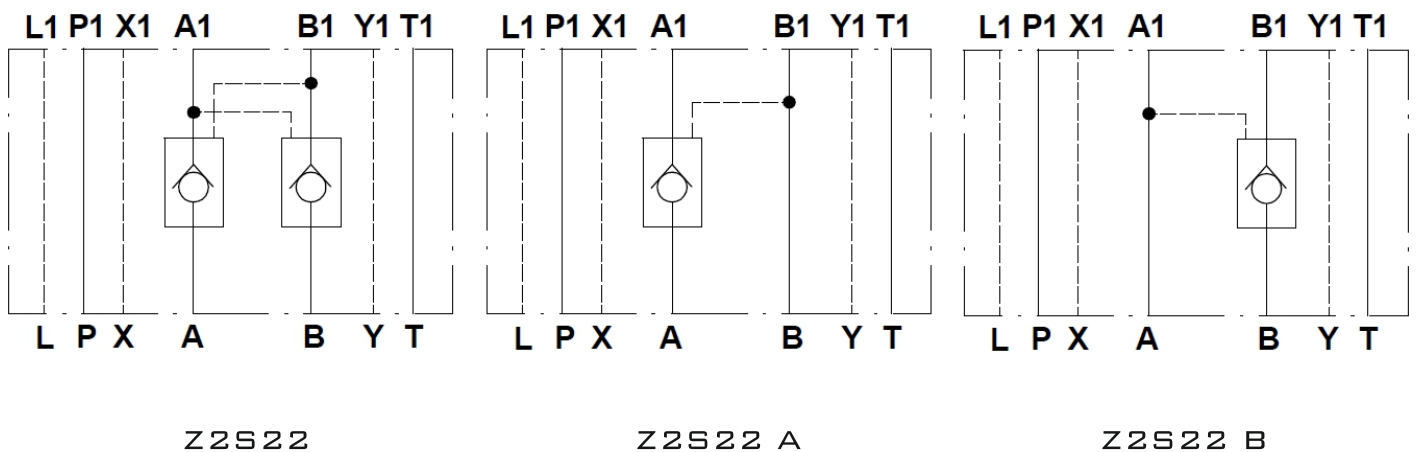 L1 P1 X1 A1 B1 Y1 T1 L1 P1 X1 A1 B1 Y1 T1 L1 P1 X1 A1 B1 Y1 T1
L P X A B Y T L P X A B Y T L P X A B Y T
Z2S22 Z2S22 A Z2S22 B